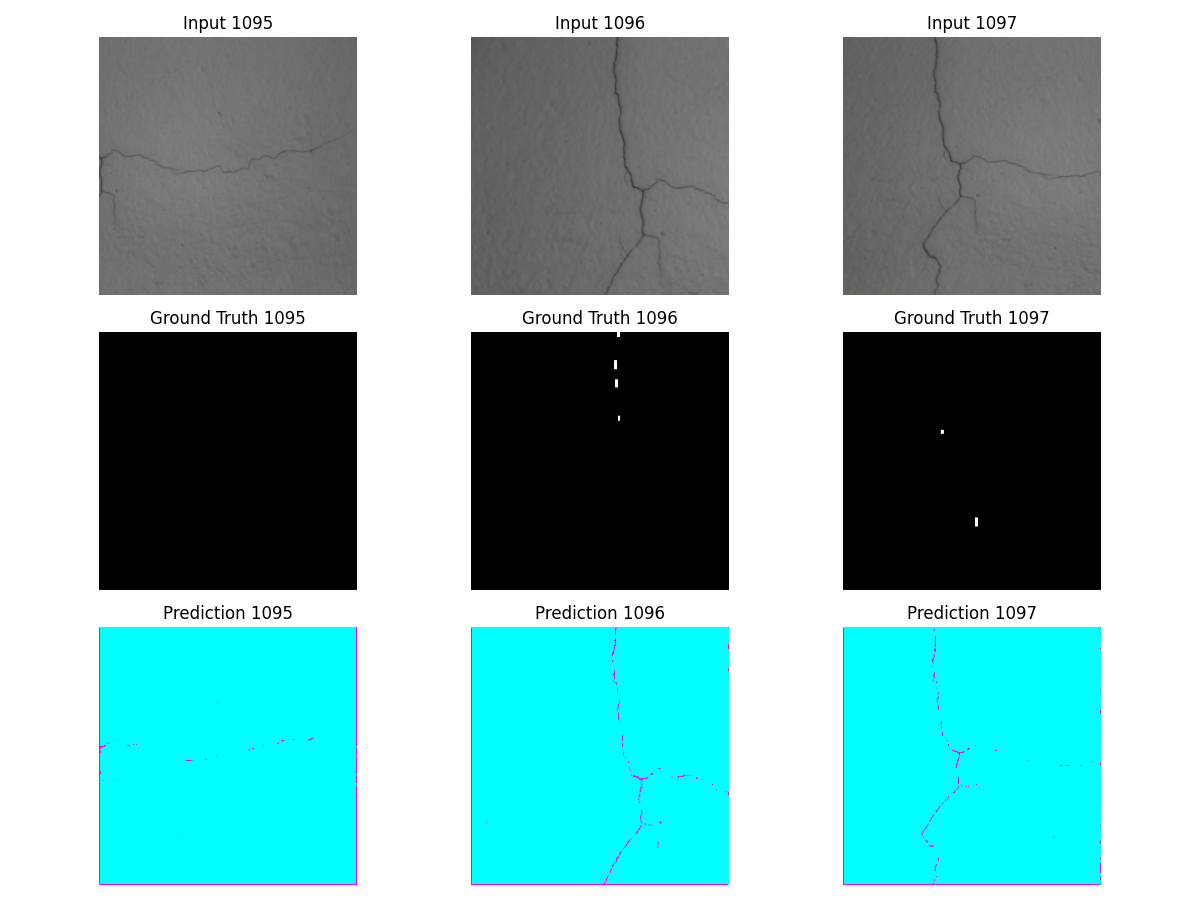 Input 1095
Input 1096
Input 1097
Ground Truth 1095
Ground Truth 1096
Ground Truth 1097
Prediction 1095
Prediction 1096
Prediction 1097